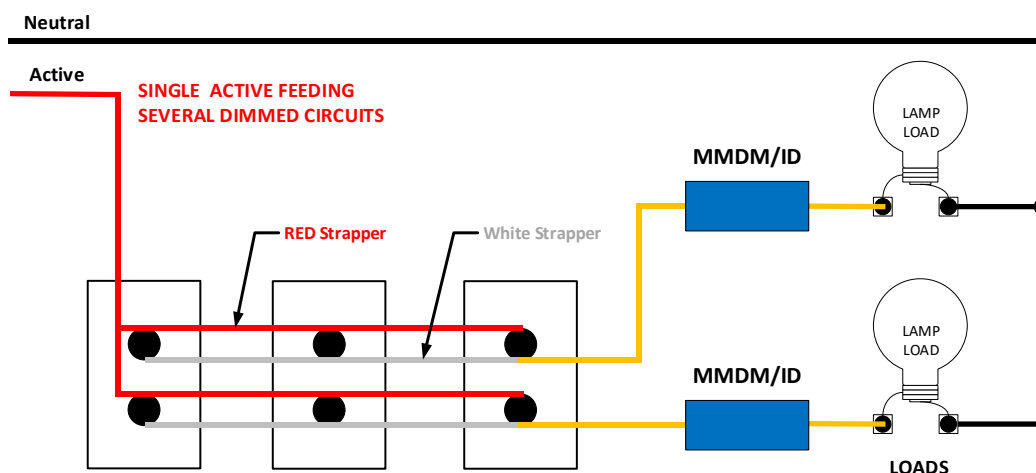 Neutral
Active
SINGLE ACTIVE FEEDING
SEVERAL DIMMED CIRCUITS
LAMP
LOAD
MMDM/ID
RED Strapper
White Strapper
LAMP
LOAD
MMDM/ID
LOADS